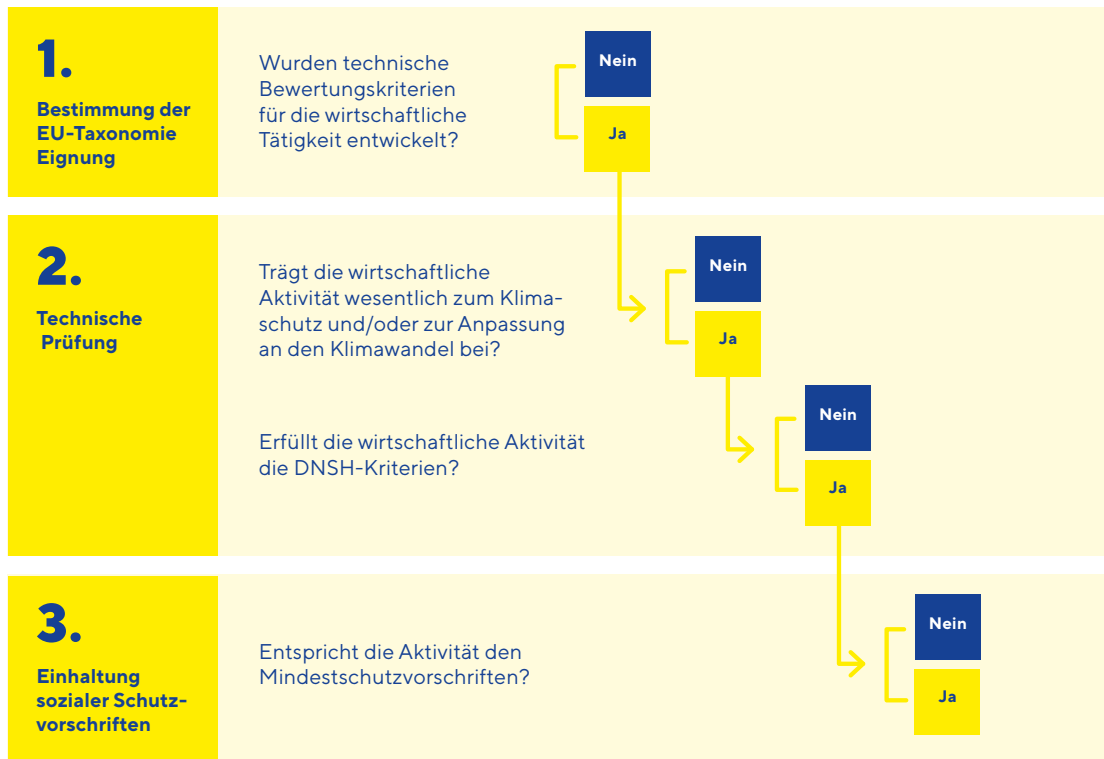 1.
Bestimmung der
EU-Taxonomie
Eignung
Wurden technische
Bewertungskriterien
für die wirtschaftliche
Tätigkeit entwickelt?
Nein
Ja
2.
Technische
Prüfung
Trägt die wirtschaftliche
Aktivität wesentlich zum Klima-
schutz und/oder zur Anpassung
an den Klimawandel bei?
Nein
Ja
Erfüllt die wirtschaftliche Aktivität
die DNSH-Kriterien?
Nein
Ja
3.
Einhaltung
sozialer Schutz-
vorschriften
Entspricht die Aktivität den
Mindestschutzvorschriften?
Nein
Ja